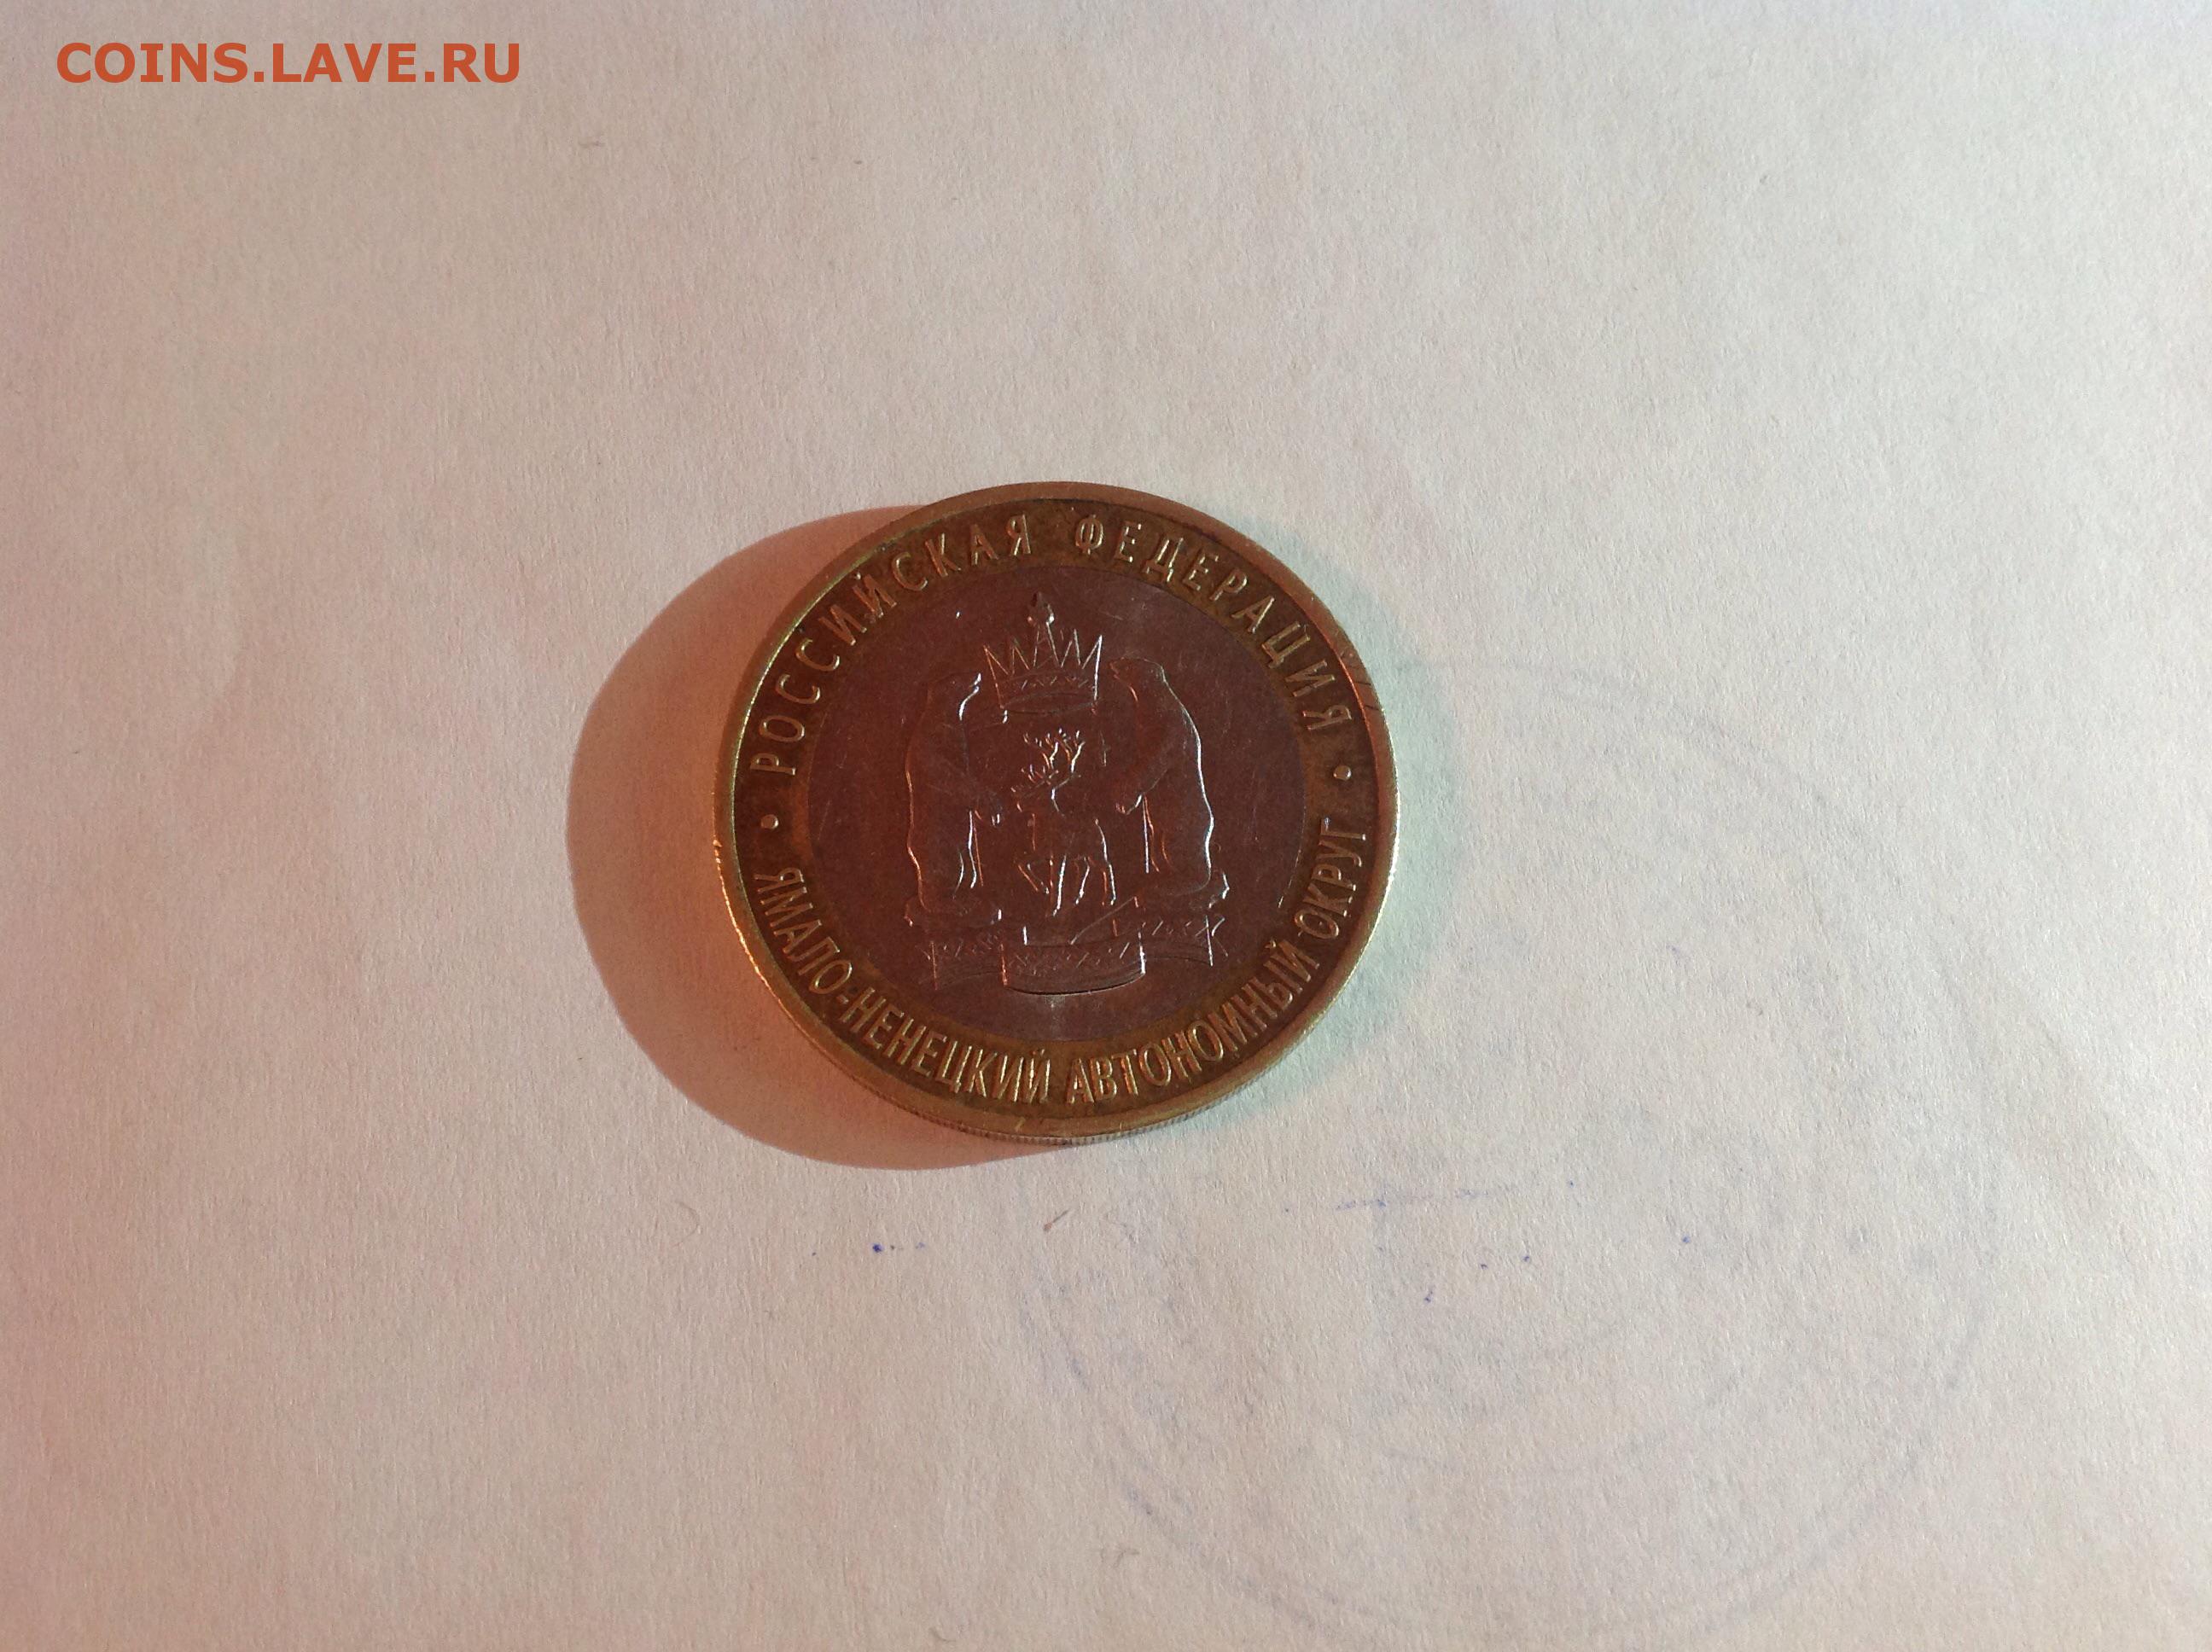 COINS.LAVE.RU
• РОССИЙСКАЯ ФЕДЕРАЦИЯ •
ЯМАЛО-НЕНЕЦКИЙ АВТОНОМНЫЙ ОКРУГ